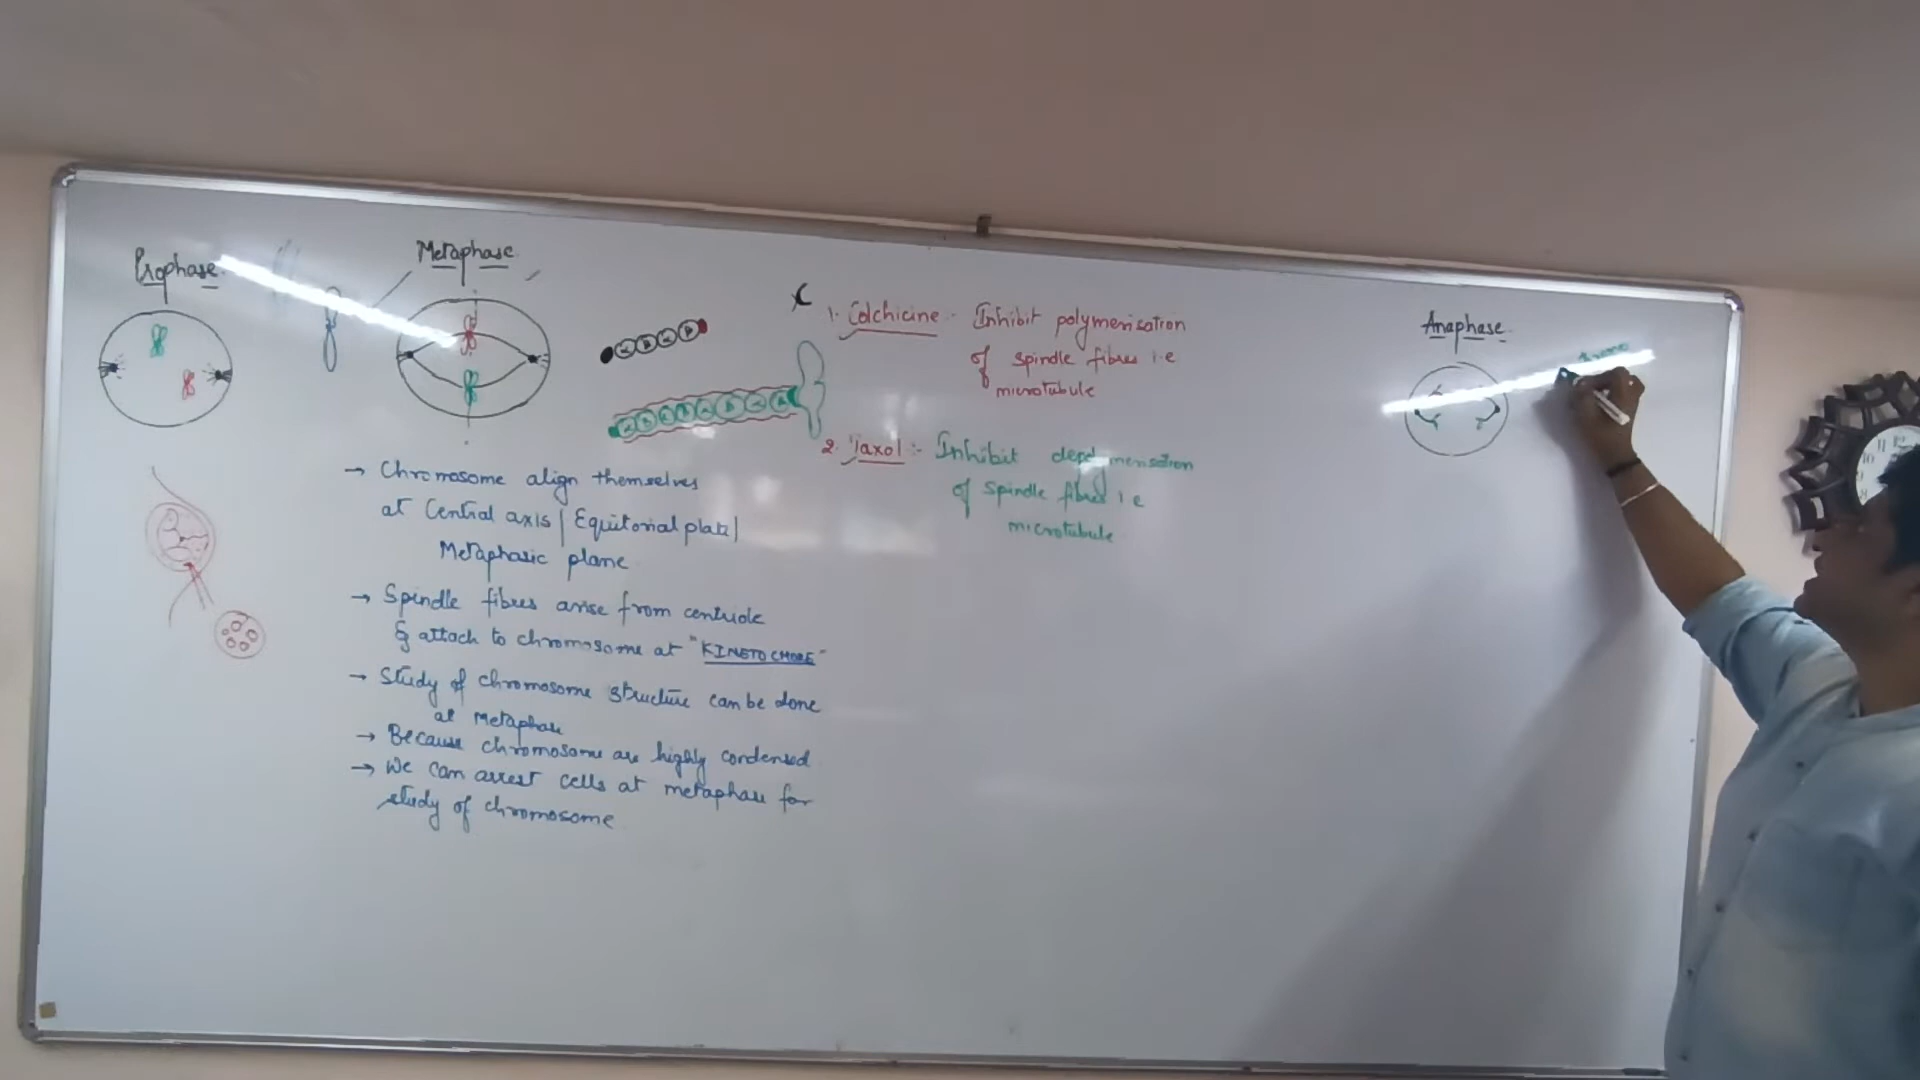 Prophase
Metaphase
→ Chromosome align themselves
at Central axis | Equitorial plate |
Metaphasic plane
→ Spindle fibres arise from centriole
& attach to chromosome at "KINETOCHORE"
→ Study of chromosome structure can be done
at metaphase
→ Because chromosome are highly condensed
→ We can arrest cells at metaphase for
study of chromosome
1. Colchicine :- Inhibit polymerisation
of spindle fibres i.e
microtubule
2. Taxol :- Inhibit depolymerisation
of spindle fibres i.e
microtubule
Anaphase